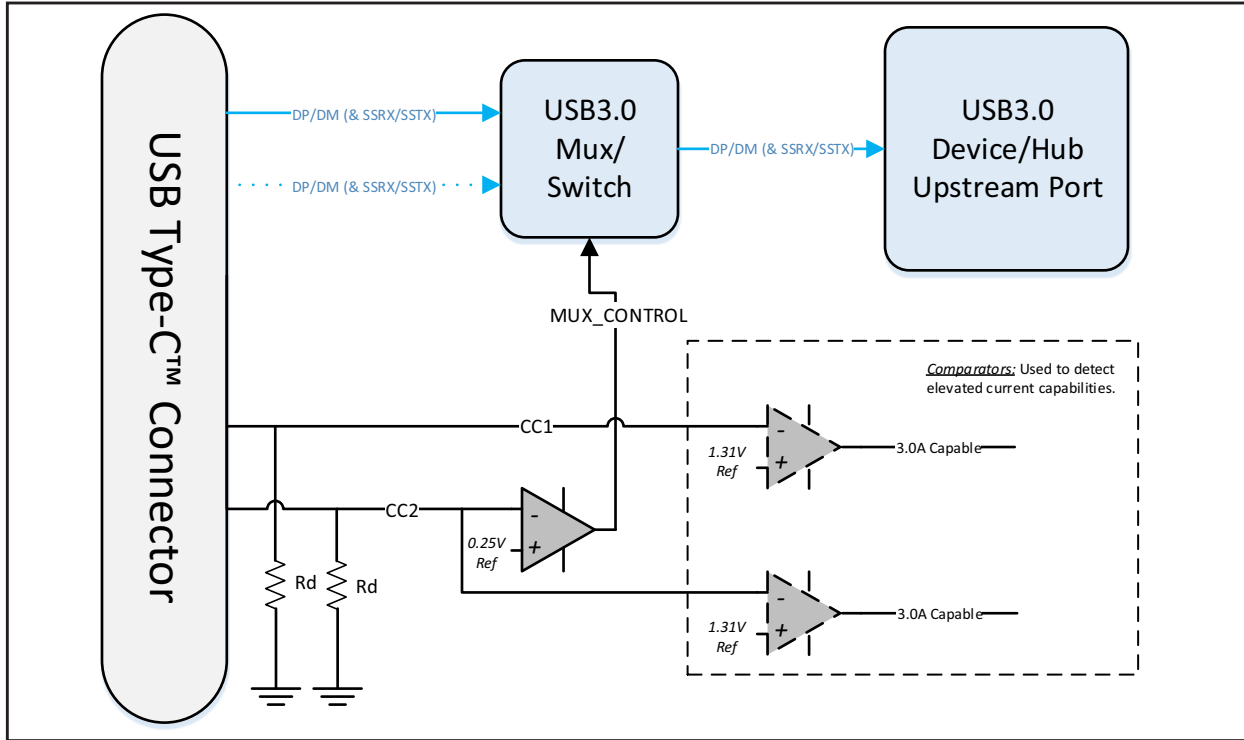 USB Type-C™ Connector
DP/DM (& SSRX/SSTX)
DP/DM (& SSRX/SSTX)
USB3.0
Mux/
Switch
DP/DM (& SSRX/SSTX)
USB3.0
Device/Hub
Upstream Port
MUX_CONTROL
Comparators: Used to detect
elevated current capabilities.
CC1
-
+
1.31V
Ref
3.0A Capable
CC2
-
+
0.25V
Ref
Rd
Rd
-
+
1.31V
Ref
3.0A Capable